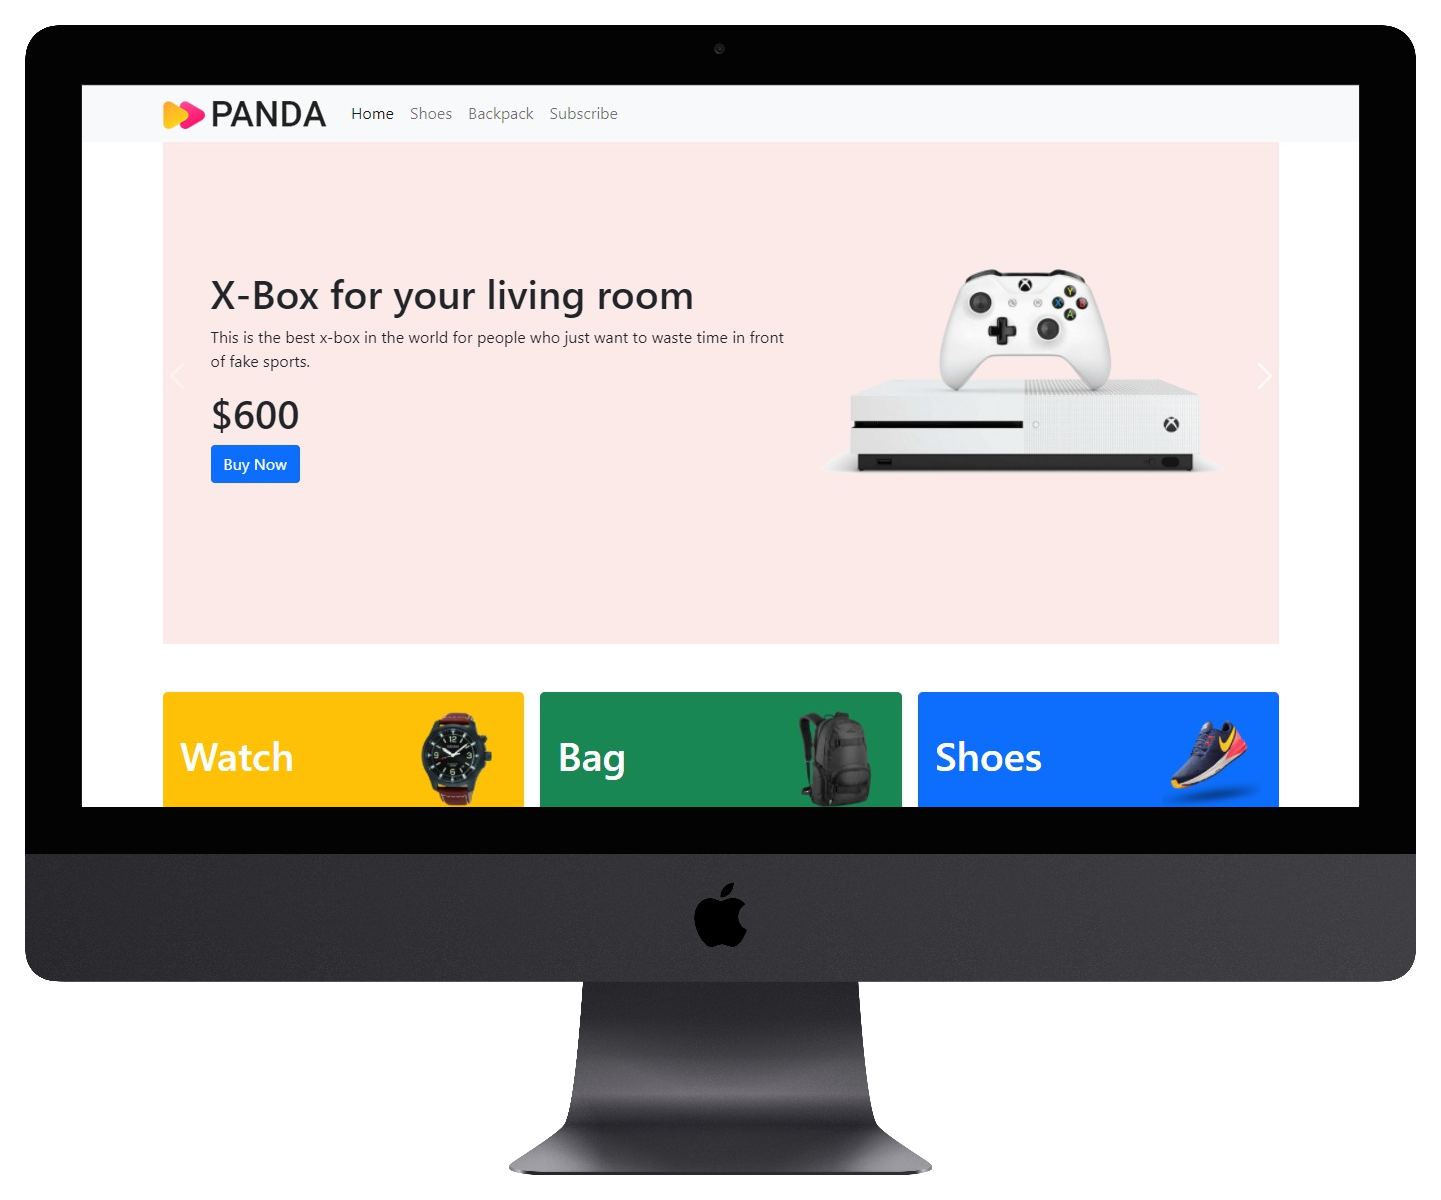 PANDA Home Shoes Backpack Subscribe
X-Box for your living room
This is the best x-box in the world for people who just want to waste time in front
of fake sports.
$600
Buy Now
Watch Bag Shoes